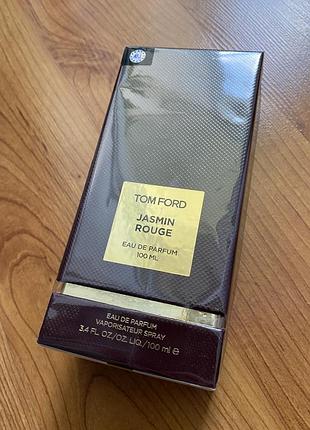 TOM FORD
JASMIN
ROUGE
EAU DE PARFUM
100 ML
EAU DE PARFUM
VAPORISATEUR SPRAY
3.4 FL. OZ./OZ. LIQ./100 ml e